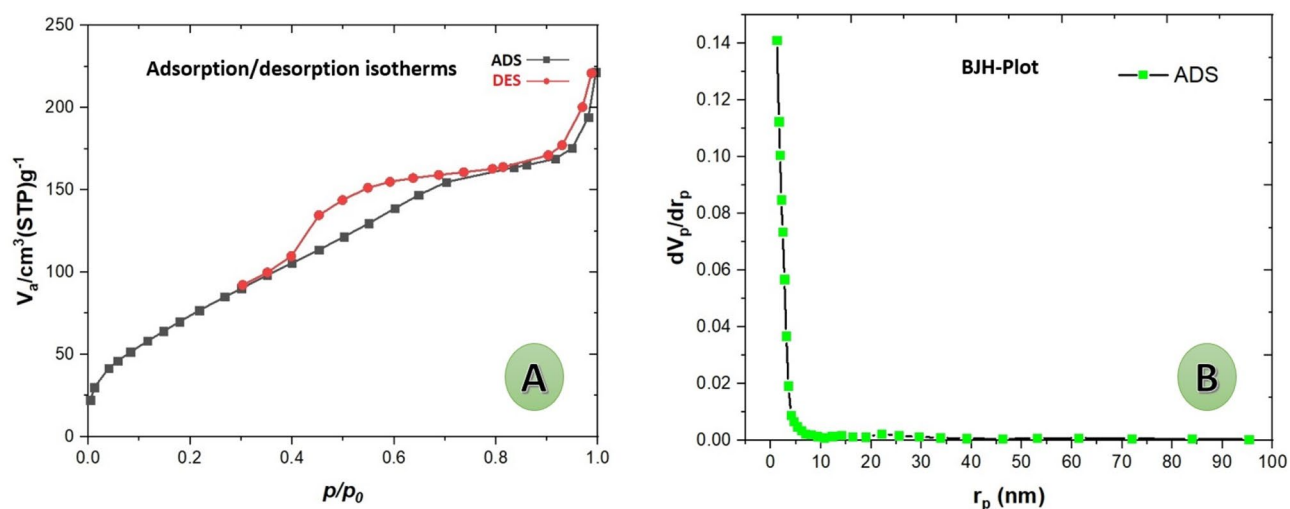 250
200
150
100
50
0
0.0 0.2 0.4 0.6 0.8 1.0
Vₐ/cm³(STP)g⁻¹
p/p₀
Adsorption/desorption isotherms
ADS
DES
A
0.14
0.12
0.10
0.08
0.06
0.04
0.02
0.00
0 10 20 30 40 50 60 70 80 90 100
dVₚ/drₚ
rₚ (nm)
BJH-Plot
ADS
B